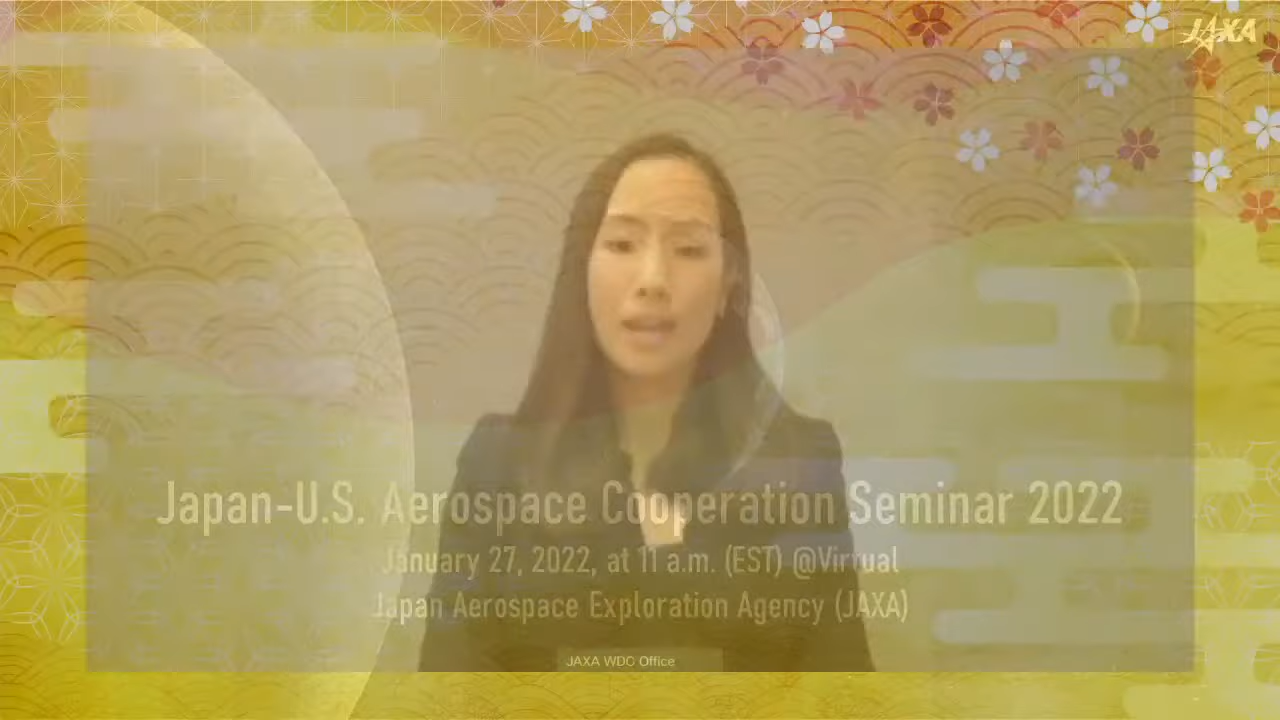 JAXA
Japan-U.S. Aerospace Cooperation Seminar 2022
January 27, 2022, at 11 a.m. (EST) @Virtual
Japan Aerospace Exploration Agency (JAXA)
JAXA WDC Office